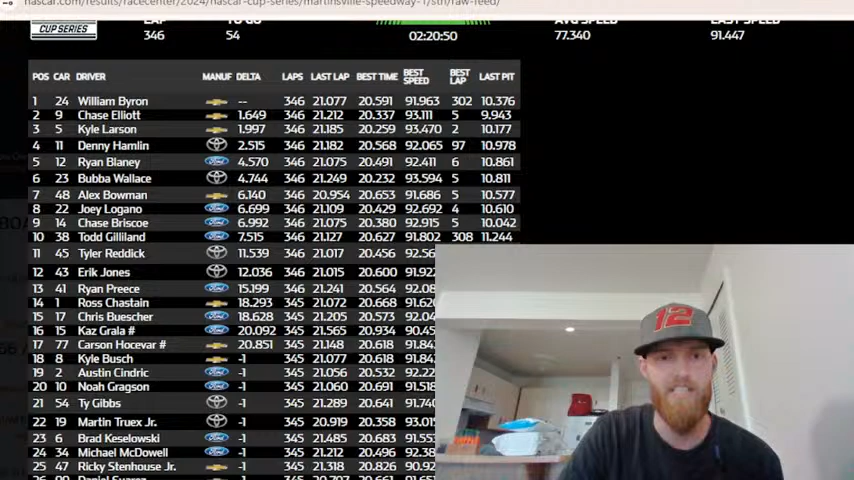 nascar.com/results/racecenter/2024/nascar-cup-series/martinsville-speedway-1/stn/raw-feed/
CUP SERIES LAP TO GO AVG SPEED LAST SPEED
346 54 02:20:50 77.340 91.447
POS CAR DRIVER MANUF DELTA LAPS LAST LAP BEST TIME BEST SPEED BEST LAP LAST PIT
1 24 William Byron -- 346 21.077 20.591 91.963 302 10.376
2 9 Chase Elliott 1.649 346 21.212 20.337 93.111 5 9.943
3 5 Kyle Larson 1.997 346 21.185 20.259 93.470 2 10.177
4 11 Denny Hamlin 2.515 346 21.182 20.568 92.065 97 10.978
5 12 Ryan Blaney 4.570 346 21.075 20.491 92.411 6 10.861
6 23 Bubba Wallace 4.744 346 21.249 20.232 93.594 5 10.811
7 48 Alex Bowman 6.140 346 20.954 20.653 91.686 5 10.577
8 22 Joey Logano 6.699 346 21.109 20.429 92.692 4 10.610
9 14 Chase Briscoe 6.992 346 21.075 20.380 92.915 5 10.042
10 38 Todd Gilliland 7.515 346 21.127 20.627 91.802 308 11.244
11 45 Tyler Reddick 11.539 346 21.017 20.456
12 43 Erik Jones 12.036 346 21.015 20.600
13 41 Ryan Preece 15.199 346 21.241 20.564
14 1 Ross Chastain 18.293 345 21.072 20.668
15 17 Chris Buescher 18.628 345 21.205 20.573
16 15 Kaz Grala # 20.092 345 21.565 20.934
17 77 Carson Hocevar # 20.851 345 21.148 20.618
18 8 Kyle Busch -1 345 21.077 20.618
19 2 Austin Cindric -1 345 21.056 20.532
20 10 Noah Gragson -1 345 21.060 20.691
21 54 Ty Gibbs -1 345 21.289 20.641
22 19 Martin Truex Jr. -1 345 20.919 20.358
23 6 Brad Keselowski -1 345 21.485 20.683
24 34 Michael McDowell -1 345 21.212 20.496
25 47 Ricky Stenhouse Jr. -1 345 21.318 20.826
12